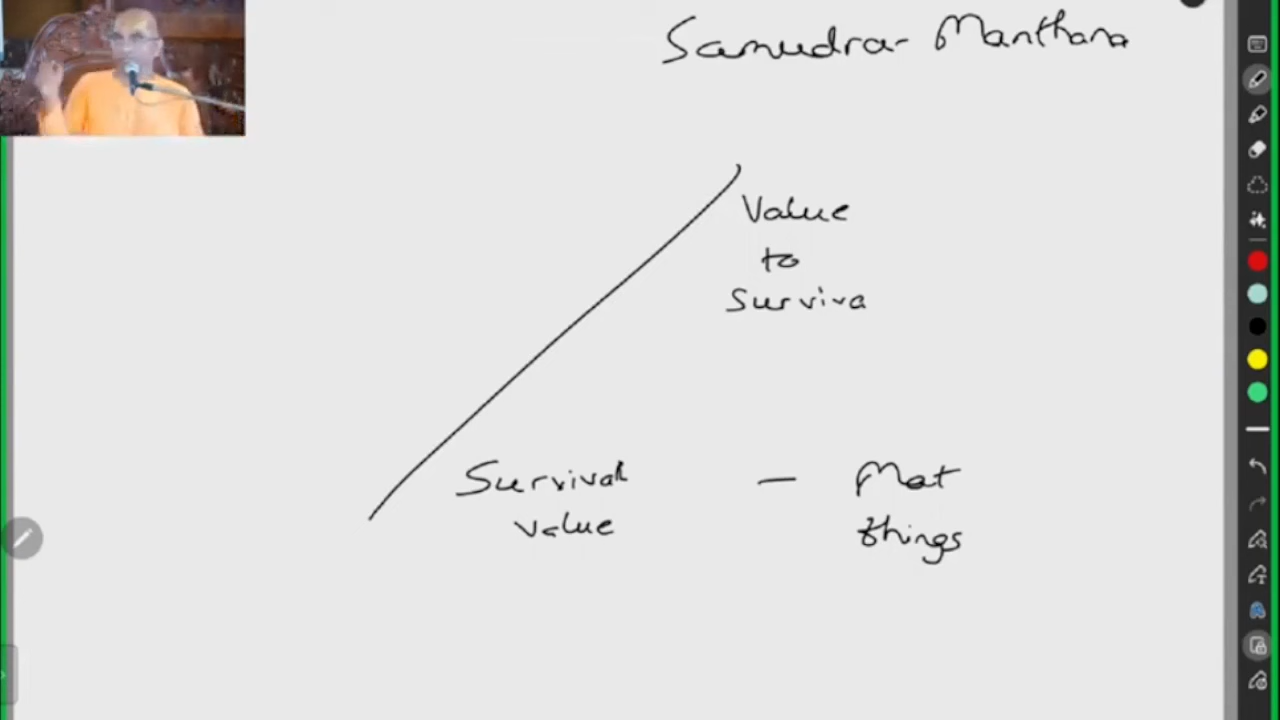 Samudra Manthana
Value
to
Surviva
Survival - Mat
value things